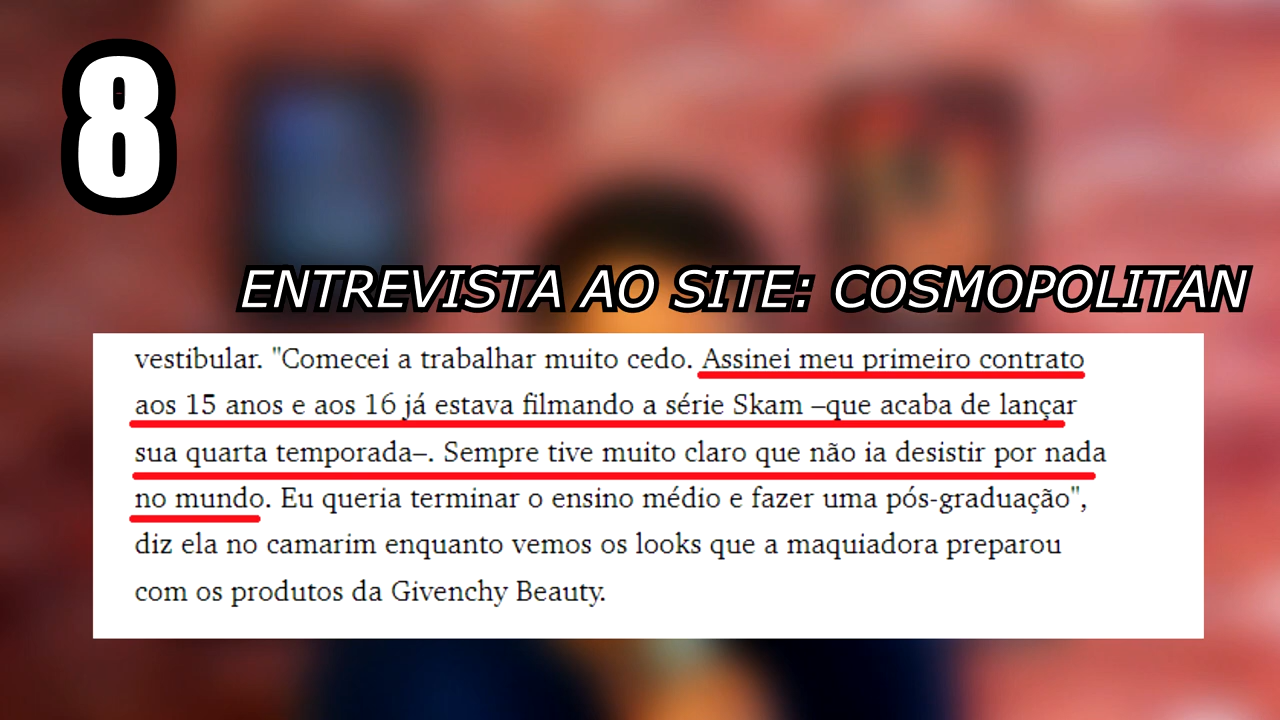 8
ENTREVISTA AO SITE: COSMOPOLITAN
vestibular. "Comecei a trabalhar muito cedo. Assinei meu primeiro contrato
aos 15 anos e aos 16 já estava filmando a série Skam –que acaba de lançar
sua quarta temporada–. Sempre tive muito claro que não ia desistir por nada
no mundo. Eu queria terminar o ensino médio e fazer uma pós-graduação",
diz ela no camarim enquanto vemos os looks que a maquiadora preparou
com os produtos da Givenchy Beauty.